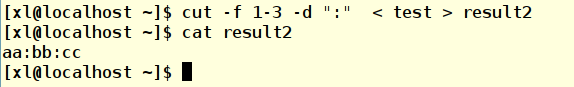 [xl@localhost ~]$ cut -f 1-3 -d ":"  < test > result2
[xl@localhost ~]$ cat result2
aa:bb:cc
[xl@localhost ~]$